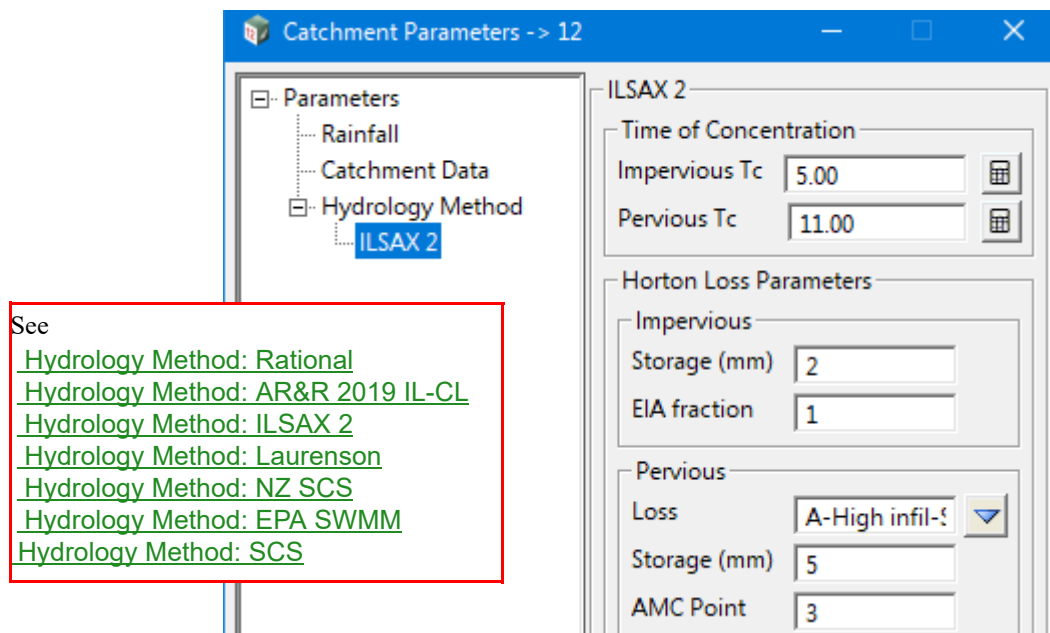 Catchment Parameters -> 12
Parameters
Rainfall
Catchment Data
Hydrology Method
ILSAX 2
See
Hydrology Method: Rational
Hydrology Method: AR&R 2019 IL-CL
Hydrology Method: ILSAX 2
Hydrology Method: Laurenson
Hydrology Method: NZ SCS
Hydrology Method: EPA SWMM
Hydrology Method: SCS
ILSAX 2
Time of Concentration
Impervious Tc 5.00
Pervious Tc 11.00
Horton Loss Parameters
Impervious
Storage (mm) 2
EIA fraction 1
Pervious
Loss A-High infil-
Storage (mm) 5
AMC Point 3